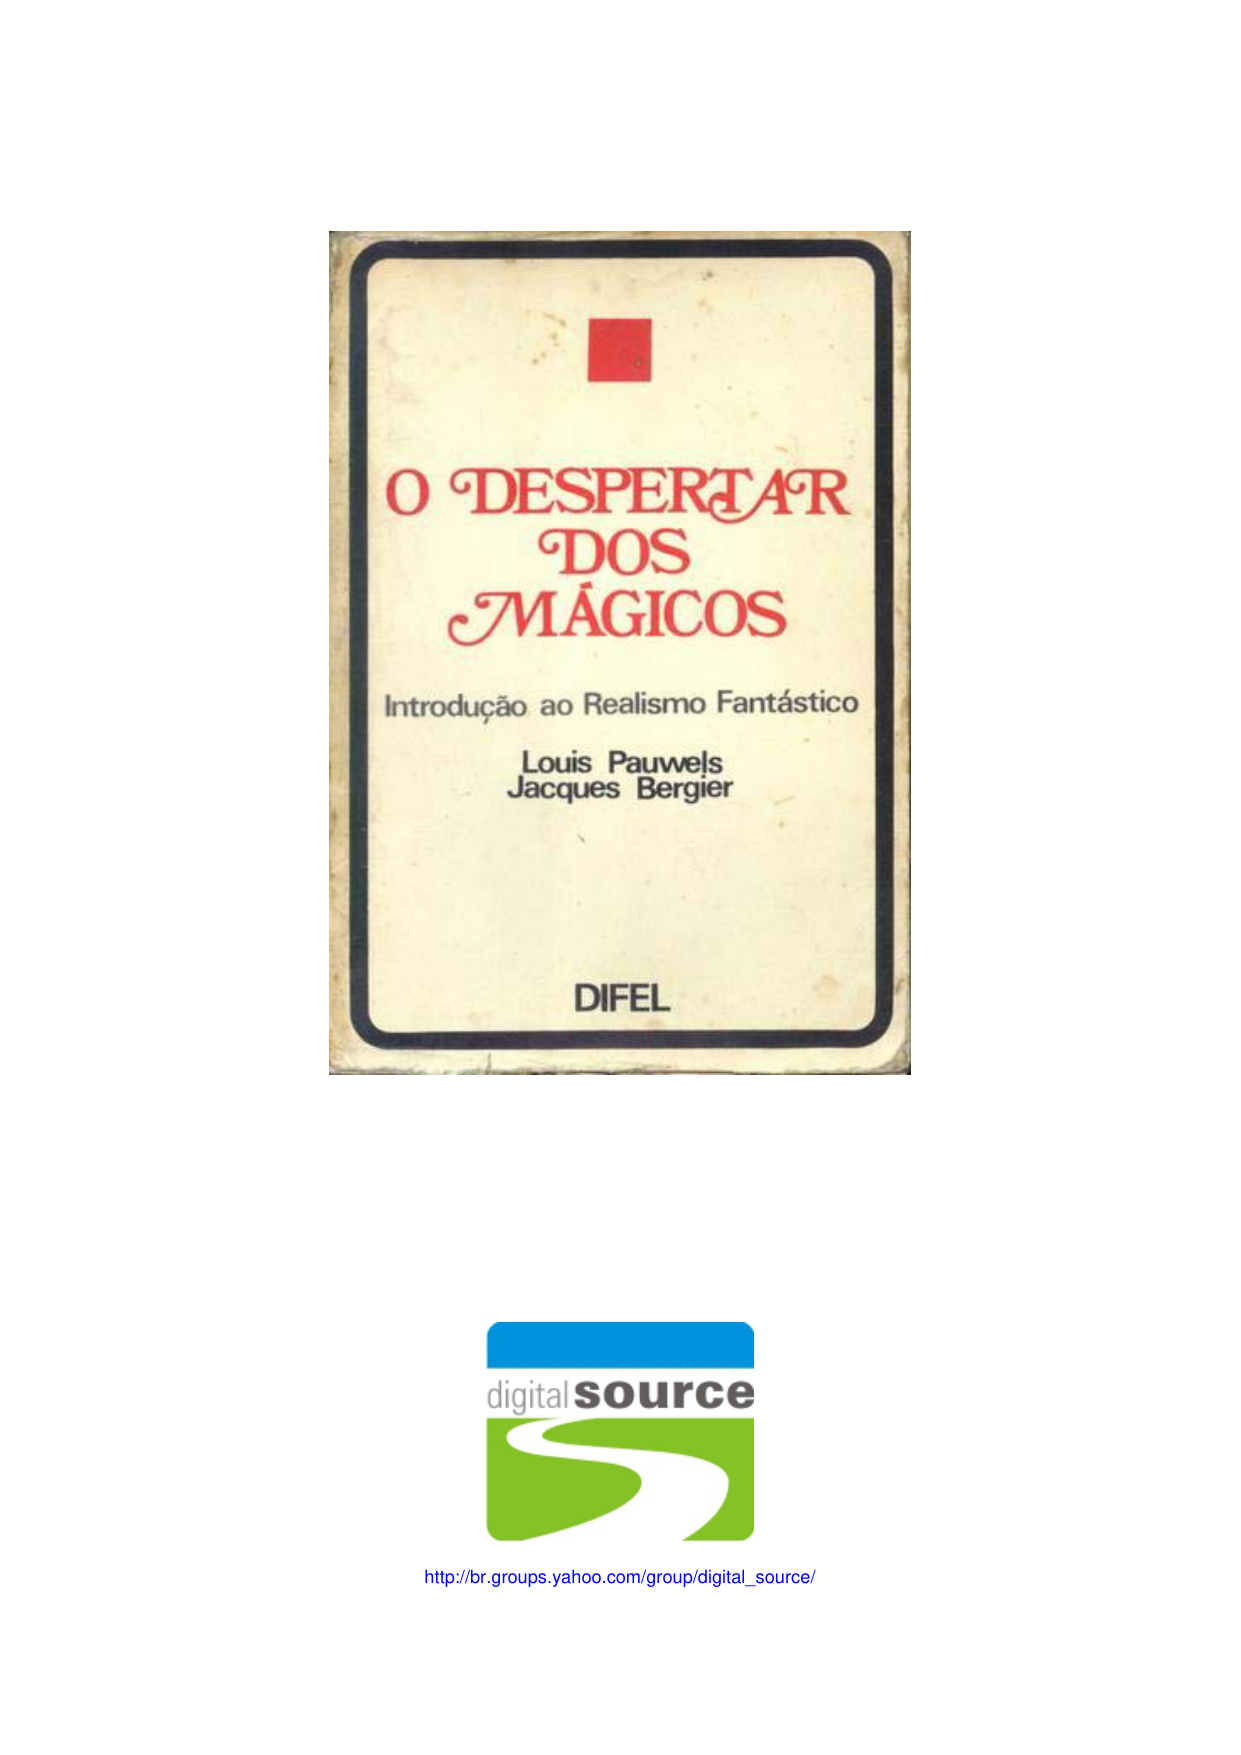 O DESPERTAR
DOS
MÁGICOS
Introdução ao Realismo Fantástico
Louis Pauwels
Jacques Bergier
DIFEL
digital source
http://br.groups.yahoo.com/group/digital_source/